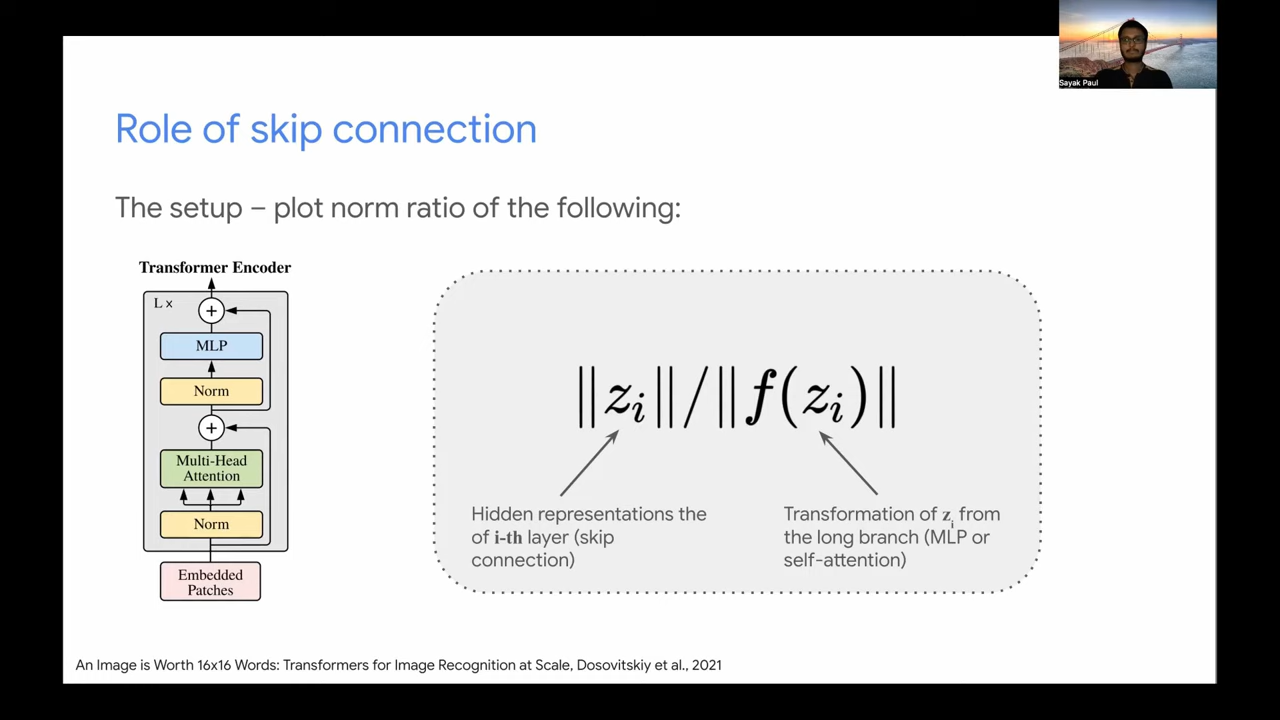 Sayak Paul
Role of skip connection
The setup – plot norm ratio of the following:
Transformer Encoder
L x
+
MLP
Norm
+
Multi-Head
Attention
Norm
Embedded
Patches
‖z_i‖/‖f(z_i)‖
Hidden representations the
of i-th layer (skip
connection)
Transformation of z_i from
the long branch (MLP or
self-attention)
An Image is Worth 16x16 Words: Transformers for Image Recognition at Scale, Dosovitskiy et al., 2021